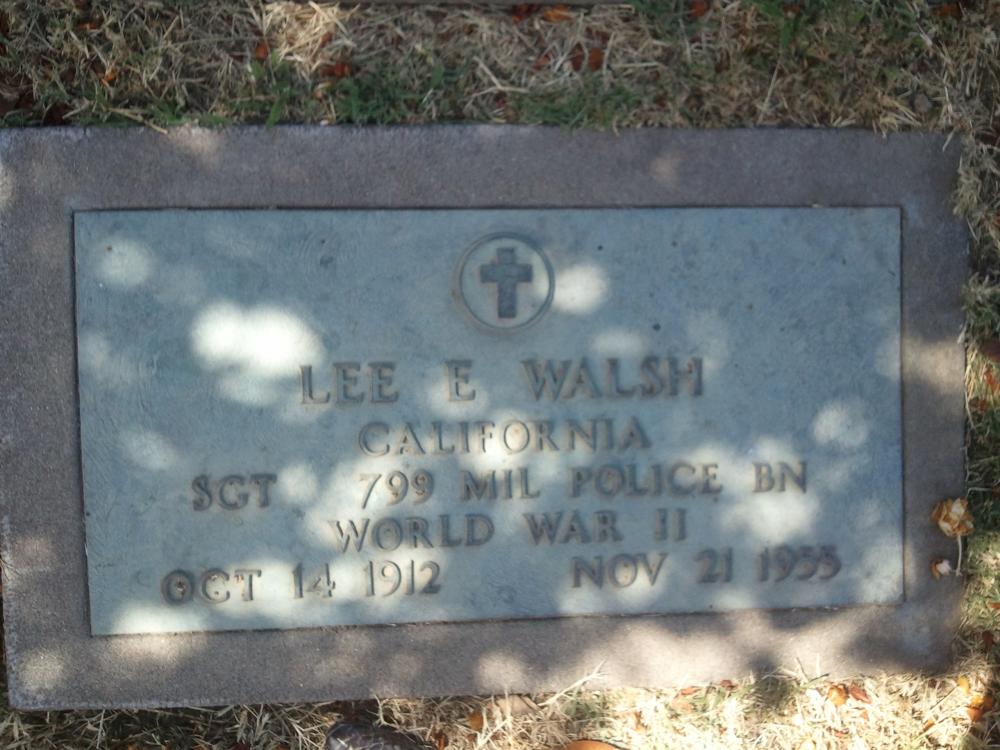 LEE E WALSH
CALIFORNIA
SGT 799 MIL POLICE BN
WORLD WAR II
OCT 14 1912 NOV 21 1955